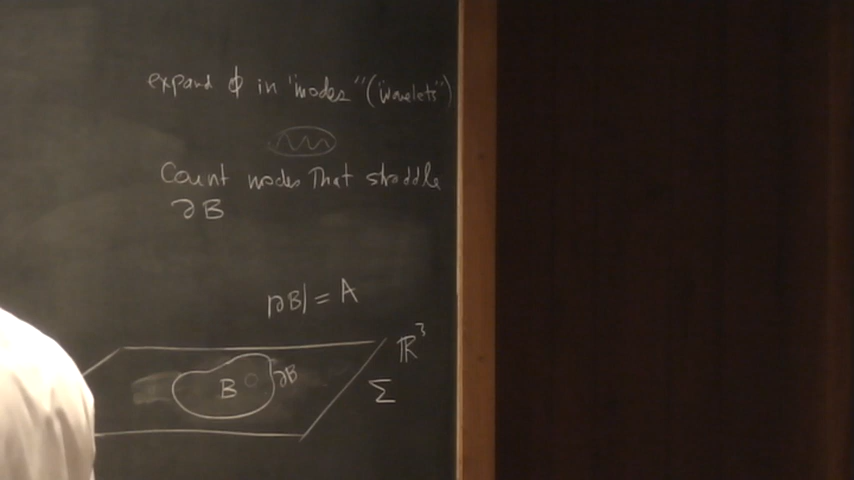 expand ϕ in "modes" ("wavelets")
Count modes That straddle
∂B
|∂B| = A
ℝ³
B ∂B
Σ